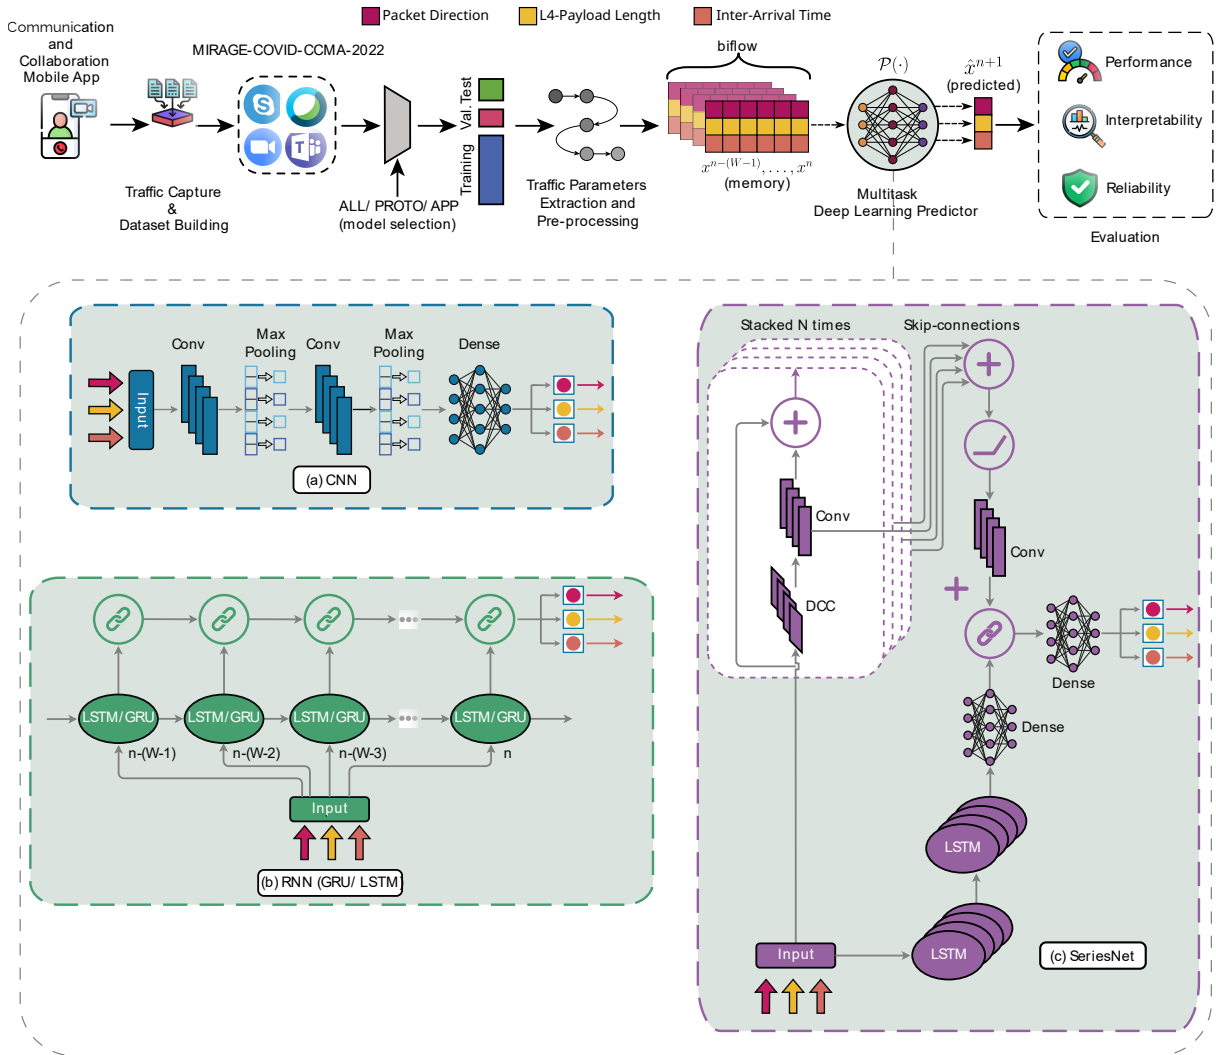 Packet Direction
L4-Payload Length
Inter-Arrival Time
Communication
and
Collaboration
Mobile App
MIRAGE-COVID-CCMA-2022
Traffic Capture
&
Dataset Building
S
T
ALL/ PROTO/ APP
(model selection)
Test
Val.
Training
Traffic Parameters
Extraction and
Pre-processing
biflow
x^{n-(W-1)}, ..., x^n
(memory)
P(·)
Multitask
Deep Learning Predictor
x̂^{n+1}
(predicted)
Performance
Interpretability
Reliability
Evaluation
Conv
Max
Pooling
Conv
Max
Pooling
Dense
Input
(a) CNN
LSTM/GRU
LSTM/GRU
LSTM/GRU
LSTM/GRU
n-(W-1)
n-(W-2)
n-(W-3)
n
Input
(b) RNN (GRU/ LSTM)
Stacked N times
Skip-connections
Conv
DCC
Conv
Dense
Dense
LSTM
LSTM
Input
(c) SeriesNet